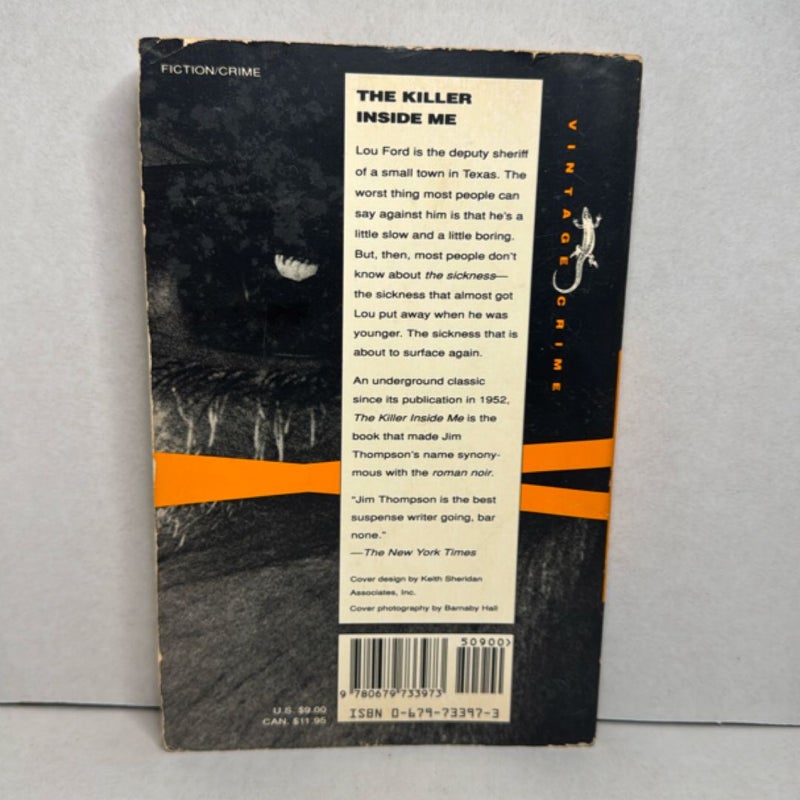 FICTION/CRIME
THE KILLER
INSIDE ME
Lou Ford is the deputy sheriff
of a small town in Texas. The
worst thing most people can
say against him is that he's a
little slow and a little boring.
But, then, most people don't
know about the sickness—
the sickness that almost got
Lou put away when he was
younger. The sickness that is
about to surface again.
An underground classic
since its publication in 1952,
The Killer Inside Me is the
book that made Jim
Thompson's name synony-
mous with the roman noir.
"Jim Thompson is the best
suspense writer going, bar
none."
—The New York Times
Cover design by Keith Sheridan
Associates, Inc.
Cover photography by Barnaby Hall
VINTAGE CRIME
50900>
9 780679 733973
ISBN 0-679-73397-3
U.S. $9.00
CAN. $11.95